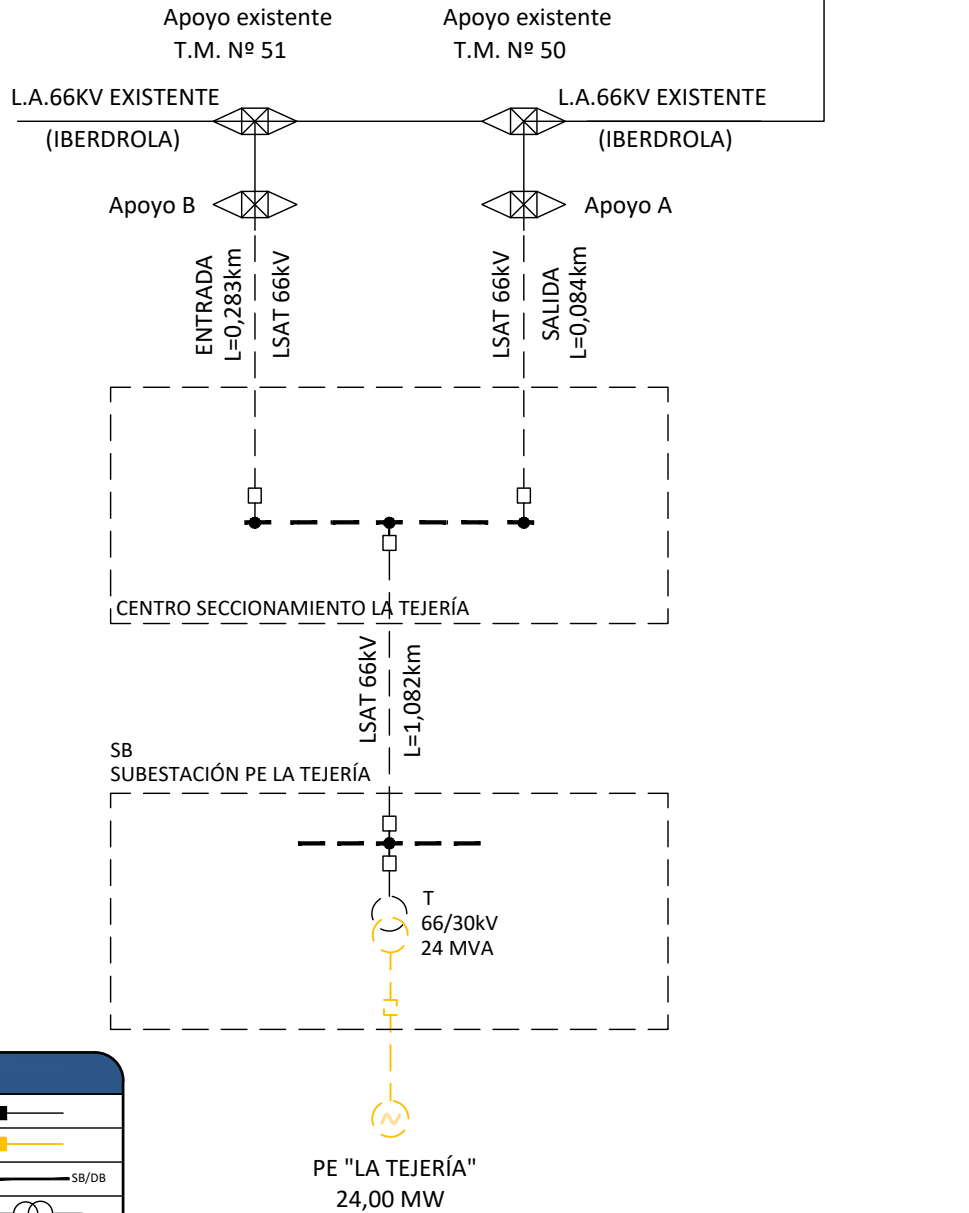 Apoyo existente
T.M. Nº 51
Apoyo existente
T.M. Nº 50
L.A.66KV EXISTENTE
(IBERDROLA)
L.A.66KV EXISTENTE
(IBERDROLA)
Apoyo B
Apoyo A
ENTRADA
L=0,283km
LSAT 66kV
LSAT 66kV
SALIDA
L=0,084km
CENTRO SECCIONAMIENTO LA TEJERÍA
LSAT 66kV
L=1,082km
SB
SUBESTACIÓN PE LA TEJERÍA
T
66/30kV
24 MVA
SB/DB
PE "LA TEJERÍA"
24,00 MW